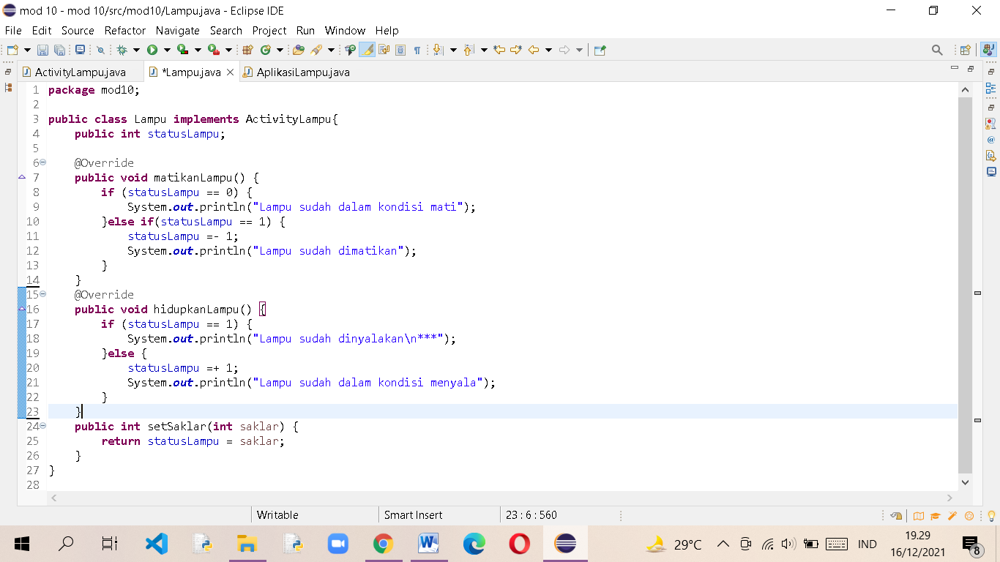 mod 10 - mod 10/src/mod10/Lampu.java - Eclipse IDE
File Edit Source Refactor Navigate Search Project Run Window Help
ActivityLampu.java *Lampu.java AplikasiLampu.java
1 package mod10;
2
3 public class Lampu implements ActivityLampu{
4 public int statusLampu;
5
6 @Override
7 public void matikanLampu() {
8 if (statusLampu == 0) {
9 System.out.println("Lampu sudah dalam kondisi mati");
10 }else if(statusLampu == 1) {
11 statusLampu =- 1;
12 System.out.println("Lampu sudah dimatikan");
13 }
14 }
15 @Override
16 public void hidupkanLampu() {
17 if (statusLampu == 1) {
18 System.out.println("Lampu sudah dinyalakan\n***");
19 }else {
20 statusLampu =+ 1;
21 System.out.println("Lampu sudah dalam kondisi menyala");
22 }
23 }
24 public int setSaklar(int saklar) {
25 return statusLampu = saklar;
26 }
27 }
28
Writable Smart Insert 23 : 6 : 560
29°C IND 19.29
16/12/2021 8